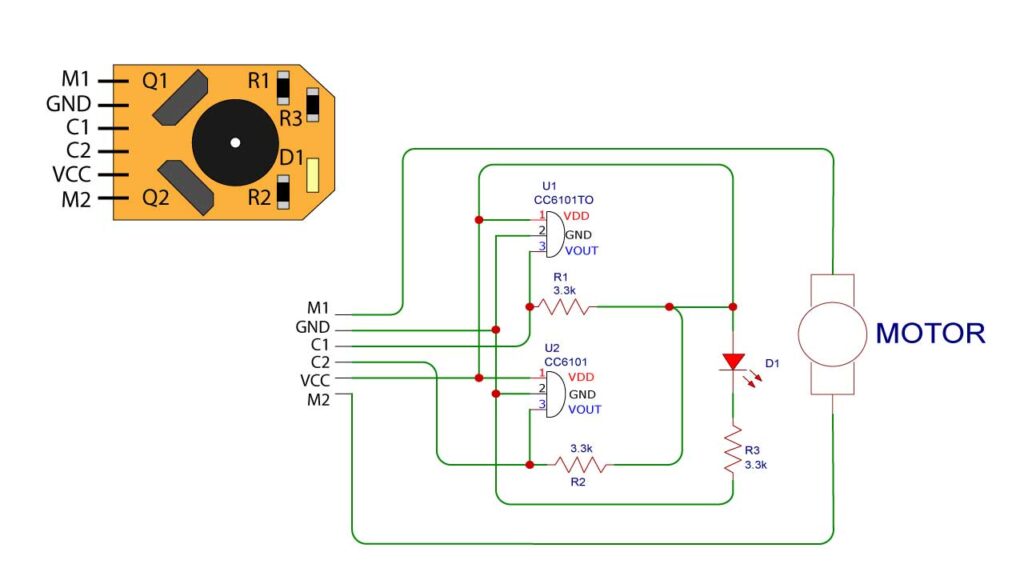 M1
GND
C1
C2
VCC
M2
Q1
Q2
R1
R3
D1
R2
U1
CC6101TO
1 VDD
2 GND
3 VOUT
R1
3.3k
M1
GND
C1
C2
VCC
M2
U2
CC6101
1 VDD
2 GND
3 VOUT
3.3k
R2
D1
R3
3.3k
MOTOR